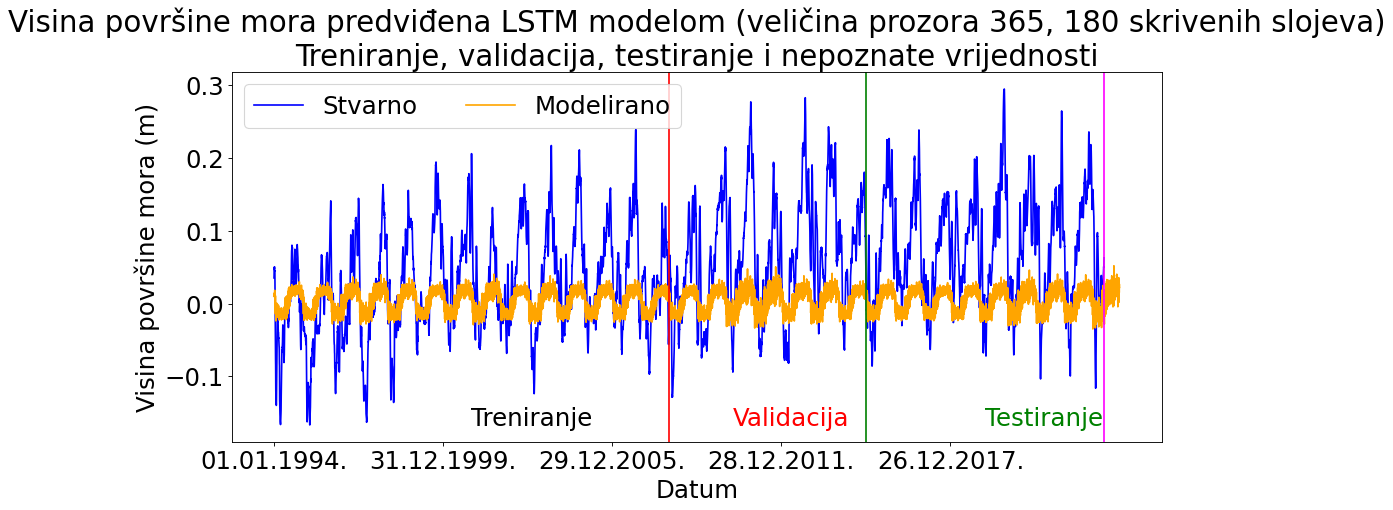 Visina površine mora predviđena LSTM modelom (veličina prozora 365, 180 skrivenih slojeva)
Treniranje, validacija, testiranje i nepoznate vrijednosti
Stvarno
Modelirano
Visina površine mora (m)
0.3
0.2
0.1
0.0
−0.1
Treniranje
Validacija
Testiranje
01.01.1994.
31.12.1999.
29.12.2005.
28.12.2011.
26.12.2017.
Datum